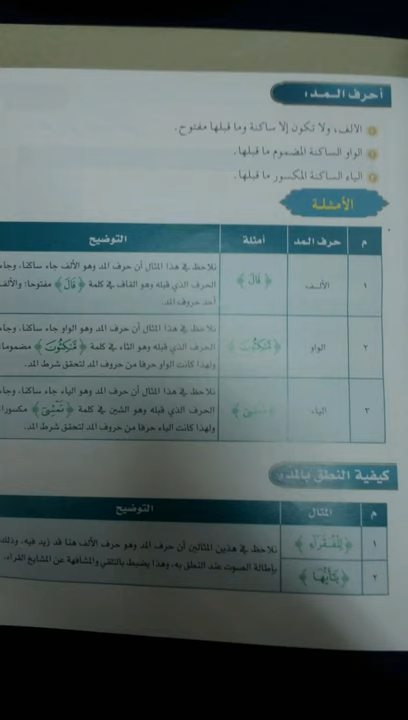 أحرف المد:
الألف، ولا تكون إلا ساكنة وما قبلها مفتوح.
الواو الساكنة المضموم ما قبلها.
الياء الساكنة المكسور ما قبلها.
الأمثلة
م حرف المد أمثلة التوضيح
١ الألف ﴿ قَالَ ﴾ نلاحظ في هذا المثال أن حرف المد وهو الألف جاء ساكنا، وجاء
الحرف الذي قبله وهو القاف في كلمة ﴿ قَالَ ﴾ مفتوحا؛ والألف
أحد حروف المد.
٢ الواو نلاحظ في هذا المثال أن حرف المد وهو الواو جاء ساكنا، وجاء
الحرف الذي قبله وهو الثاء في كلمة ﴿ مَّٰكِثُونَ ﴾ مضموما؛
ولهذا كانت الواو حرفا من حروف المد لتحقق شرط المد.
٣ الياء نلاحظ في هذا المثال أن حرف المد وهو الياء جاء ساكنا، وجاء
الحرف الذي قبله وهو الشين في كلمة ﴿ تَمْشِىٓ ﴾ مكسورا؛
ولهذا كانت الياء حرفا من حروف المد لتحقق شرط المد.
كيفية النطق بالمد:
م المثال التوضيح
١ ﴿ لِلْفُقَرَآءِ ﴾ نلاحظ في هذين المثالين أن حرف المد وهو حرف الألف هنا قد زيد فيه، وذلك
٢ ﴿ يَٰٓأَيُّهَا ﴾ بإطالة الصوت عند النطق به، وهذا يضبط بالتلقي والمشافهة عن المشايخ القراء.